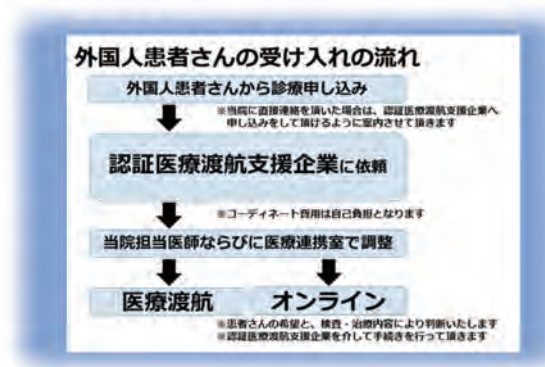 外国人患者さんの受け入れの流れ
外国人患者さんから診療申し込み
※当院に直接連絡を頂いた場合は、認証医療渡航支援企業へ
申し込みをして頂けるように案内させて頂きます
認証医療渡航支援企業に依頼
※コーディネート費用は自己負担となります
当院担当医師ならびに医療連携室で調整
医療渡航 オンライン
※患者さんの希望と、検査・治療内容により判断いたします
※認証医療渡航支援企業を介して手続きを行って頂きます